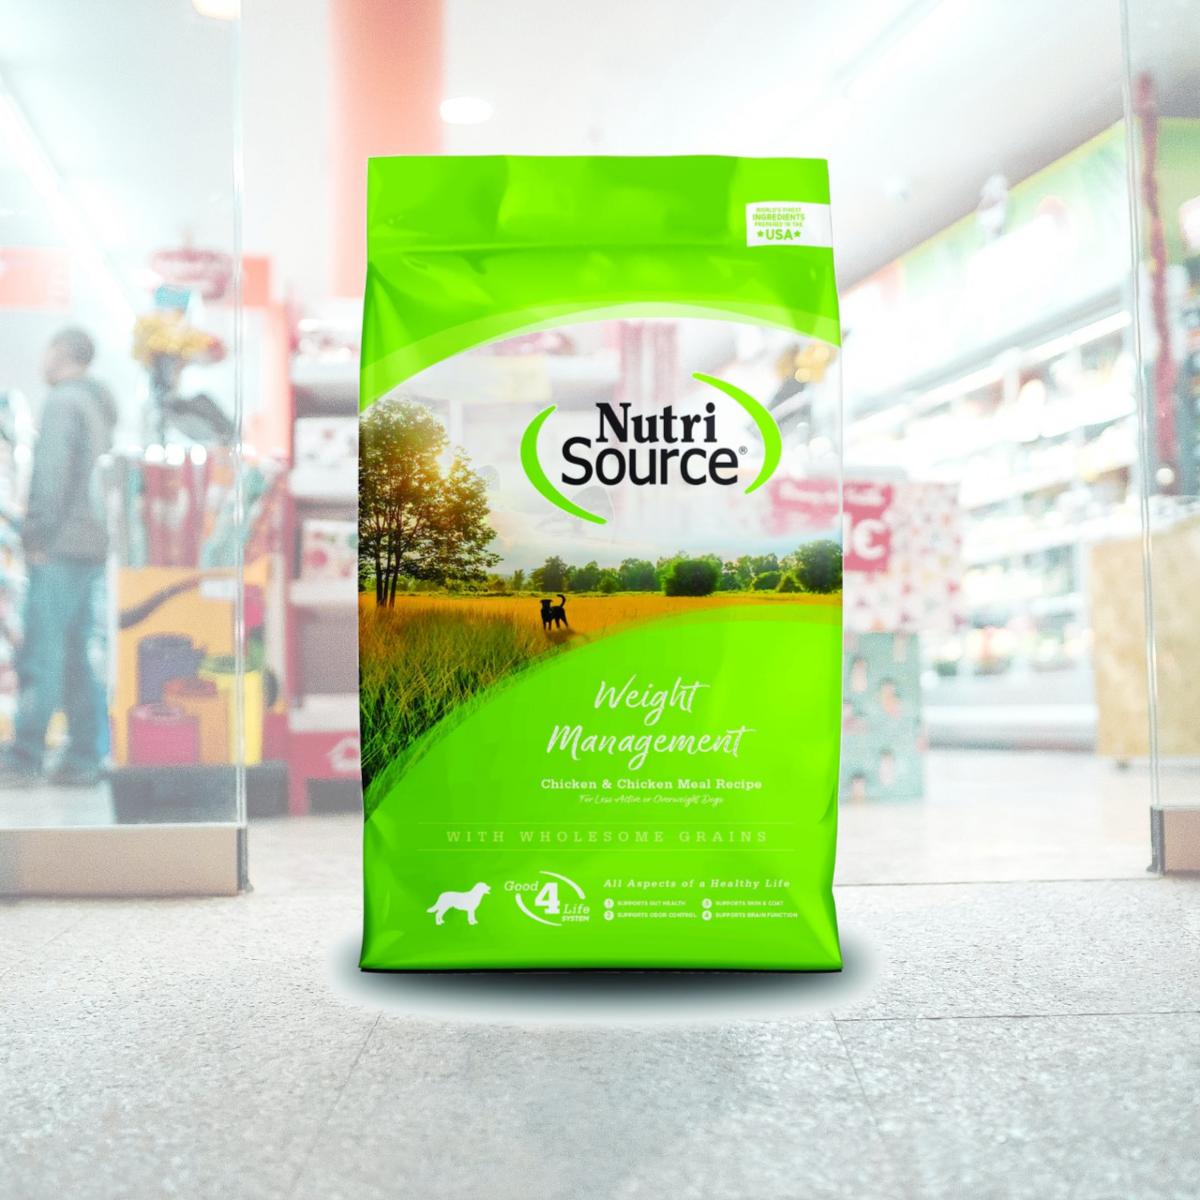 WORLD'S FINEST
INGREDIENTS
PREPARED IN THE
★USA★
Nutri
Source®
Weight
Management
Chicken & Chicken Meal Recipe
For Less Active or Overweight Dogs
WITH WHOLESOME GRAINS
Good 4 Life
SYSTEM
All Aspects of a Healthy Life
1 SUPPORTS GUT HEALTH
2 SUPPORTS ODOR CONTROL
3 SUPPORTS SKIN & COAT
4 SUPPORTS BRAIN FUNCTION